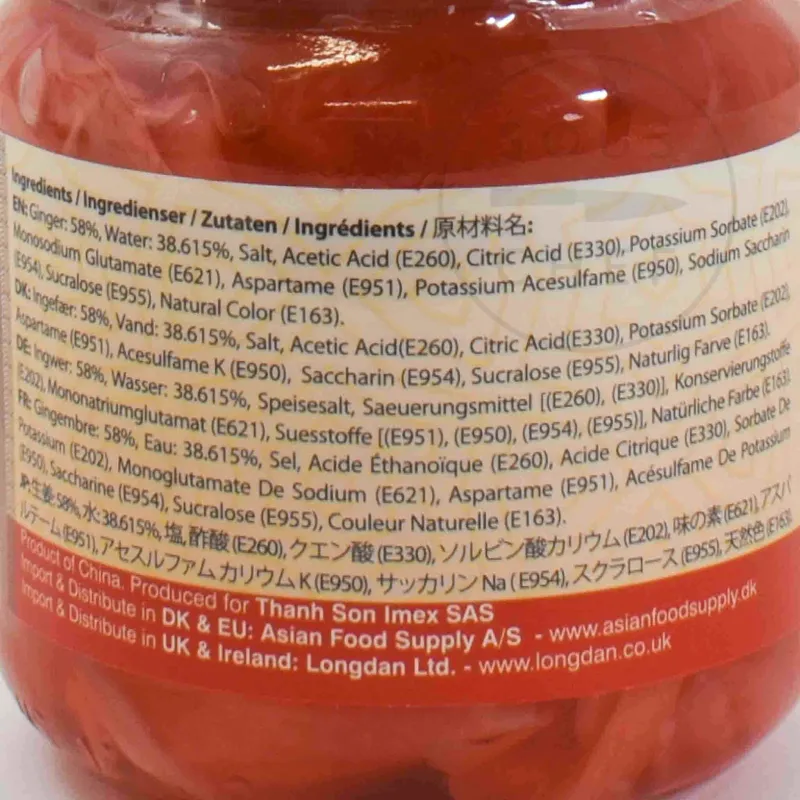 Ingredients / Ingredienser / Zutaten / Ingrédients / 原材料名:
EN: Ginger: 58%, Water: 38.615%, Salt, Acetic Acid (E260), Citric Acid (E330), Potassium Sorbate (E202),
Monosodium Glutamate (E621), Aspartame (E951), Potassium Acesulfame (E950), Sodium Saccharin
(E954), Sucralose (E955), Natural Color (E163).
DK: Ingefær: 58%, Vand: 38.615%, Salt, Acetic Acid(E260), Citric Acid(E330), Potassium Sorbate (E202),
Aspartame (E951), Acesulfame K (E950), Saccharin (E954), Sucralose (E955), Naturlig Farve (E163).
DE: Ingwer: 58%, Wasser: 38.615%, Speisesalt, Saeuerungsmittel [(E260), (E330)], Konservierungstoffe
(E202), Mononatriumglutamat (E621), Suesstoffe [(E951), (E950), (E954), (E955)], Natürliche Farbe (E163).
FR: Gingembre: 58%, Eau: 38.615%, Sel, Acide Éthanoïque (E260), Acide Citrique (E330), Sorbate De
Potassium (E202), Monoglutamate De Sodium (E621), Aspartame (E951), Acésulfame De Potassium
(E950), Saccharine (E954), Sucralose (E955), Couleur Naturelle (E163).
JP:生姜:58%, 水:38.615%, 塩, 酢酸 (E260), クエン酸 (E330), ソルビン酸カリウム (E202), 味の素 (E621), アスパ
ルテーム (E951), アセスルファム カリウム K (E950), サッカリン Na (E954), スクラロース (E955), 天然色 (E163)
Product of China. Produced for Thanh Son Imex SAS
Import & Distribute in DK & EU: Asian Food Supply A/S - www.asianfoodsupply.dk
Import & Distribute in UK & Ireland: Longdan Ltd. - www.longdan.co.uk